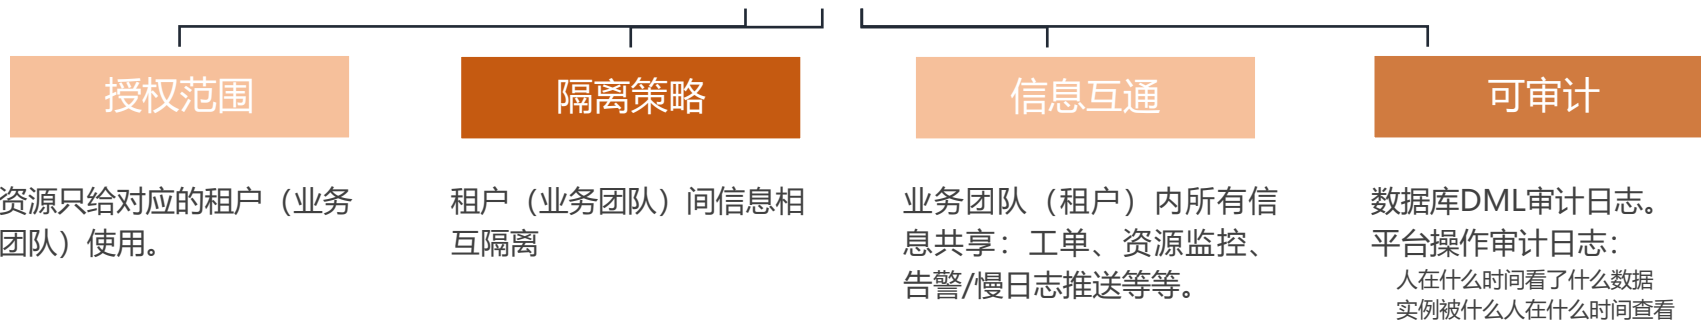 授权范围
隔离策略
信息互通
可审计
资源只给对应的租户（业务
团队）使用。
租户（业务团队）间信息相
互隔离
业务团队（租户）内所有信
息共享：工单、资源监控、
告警/慢日志推送等等。
数据库DML审计日志。
平台操作审计日志：
人在什么时间看了什么数据
实例被什么人在什么时间查看